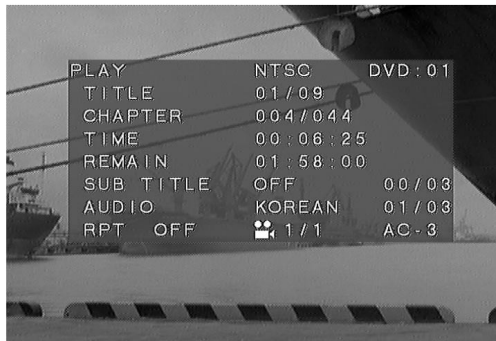 PLAY NTSC DVD:01
TITLE 01/09
CHAPTER 004/044
TIME 00:06:25
REMAIN 01:58:00
SUB TITLE OFF 00/03
AUDIO KOREAN 01/03
RPT OFF 1/1 AC-3